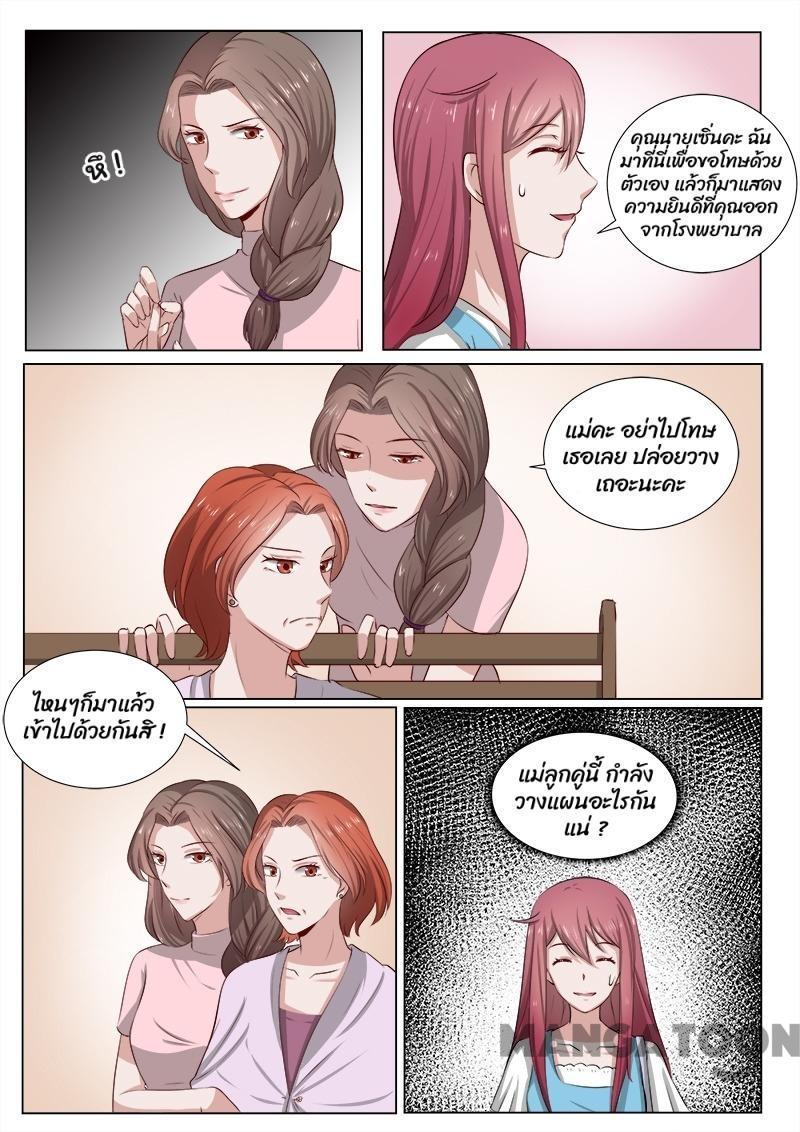 หึ !
คุณนายเซิ่นคะ ฉัน
มาที่นี่เพื่อขอโทษด้วย
ตัวเอง แล้วก็มาแสดง
ความยินดีที่คุณออก
จากโรงพยาบาล
แม่คะ อย่าไปโทษ
เธอเลย ปล่อยวาง
เถอะนะคะ
ไหนๆก็มาแล้ว
เข้าไปด้วยกันสิ !
แม่ลูกคู่นี้ กำลัง
วางแผนอะไรกัน
แน่ ?
MANGATOON